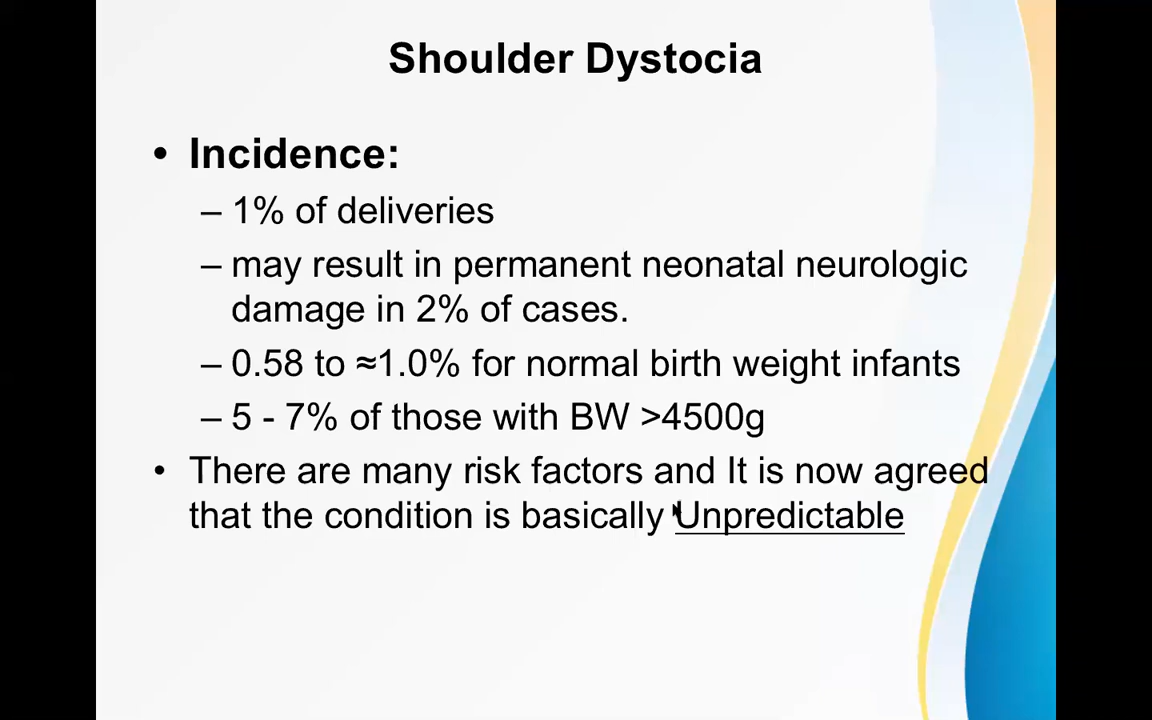 Shoulder Dystocia
• Incidence:
– 1% of deliveries
– may result in permanent neonatal neurologic
damage in 2% of cases.
– 0.58 to ≈1.0% for normal birth weight infants
– 5 - 7% of those with BW >4500g
• There are many risk factors and It is now agreed
that the condition is basically Unpredictable